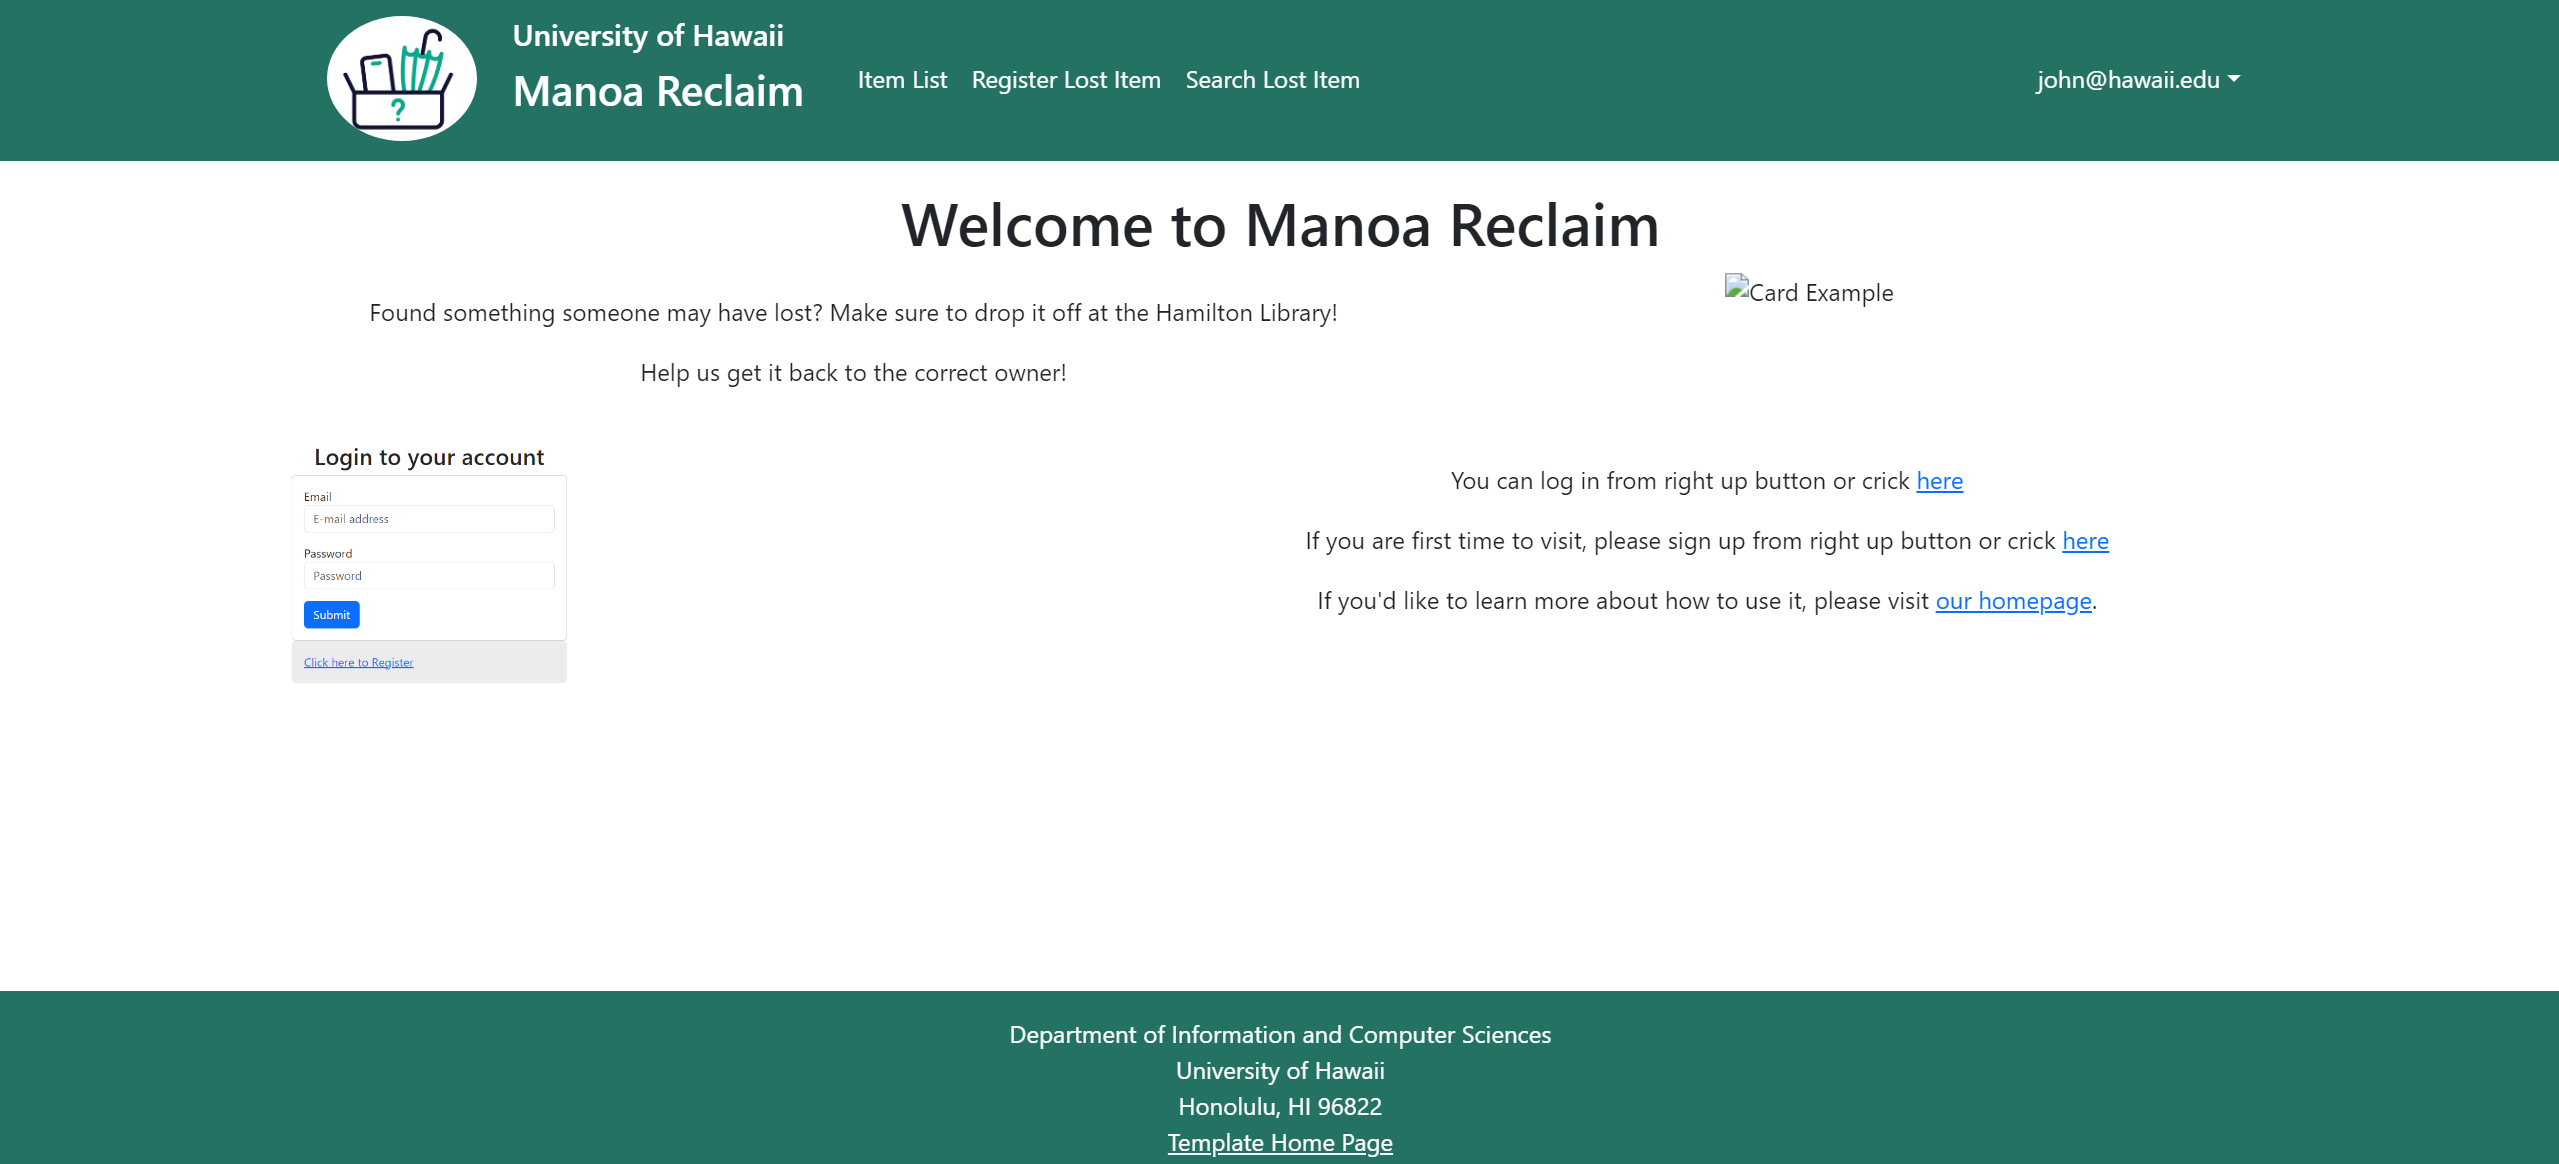 University of Hawaii
Manoa Reclaim
Item List Register Lost Item Search Lost Item
john@hawaii.edu
?
Welcome to Manoa Reclaim
Found something someone may have lost? Make sure to drop it off at the Hamilton Library!
Help us get it back to the correct owner!
Card Example
Login to your account
Email
E-mail address
Password
Password
Submit
Click here to Register
You can log in from right up button or crick here
If you are first time to visit, please sign up from right up button or crick here
If you'd like to learn more about how to use it, please visit our homepage.
Department of Information and Computer Sciences
University of Hawaii
Honolulu, HI 96822
Template Home Page